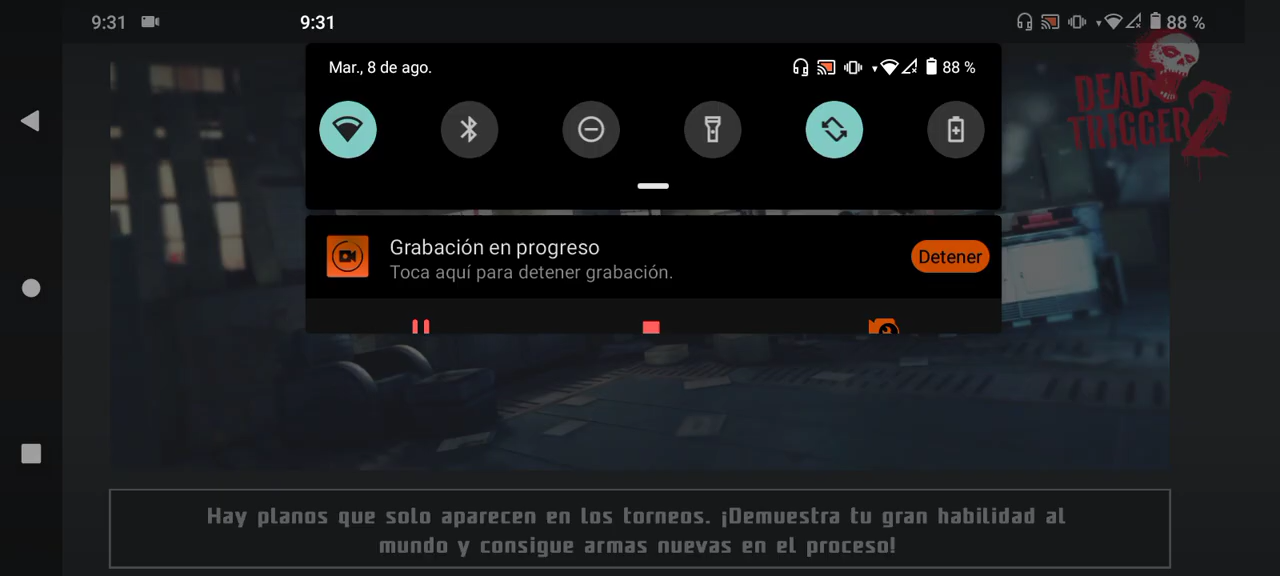 9:31
9:31
88 %
Mar., 8 de ago.
88 %
DEAD
TRIGGER 2
Grabación en progreso
Toca aquí para detener grabación.
Detener
Hay planos que solo aparecen en los torneos. ¡Demuestra tu gran habilidad al
mundo y consigue armas nuevas en el proceso!